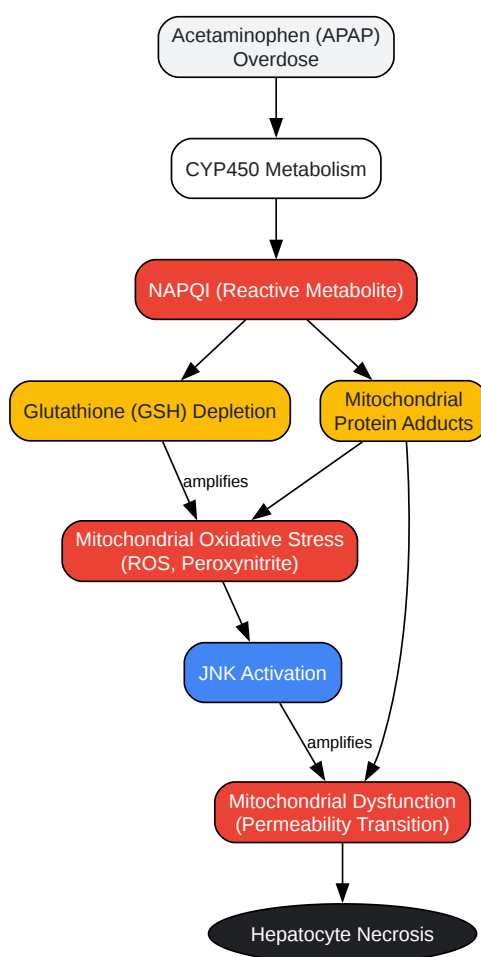 Acetaminophen (APAP)
Overdose
CYP450 Metabolism
NAPQI (Reactive Metabolite)
Glutathione (GSH) Depletion
Mitochondrial
Protein Adducts
amplifies
Mitochondrial Oxidative Stress
(ROS, Peroxynitrite)
JNK Activation
amplifies
Mitochondrial Dysfunction
(Permeability Transition)
Hepatocyte Necrosis